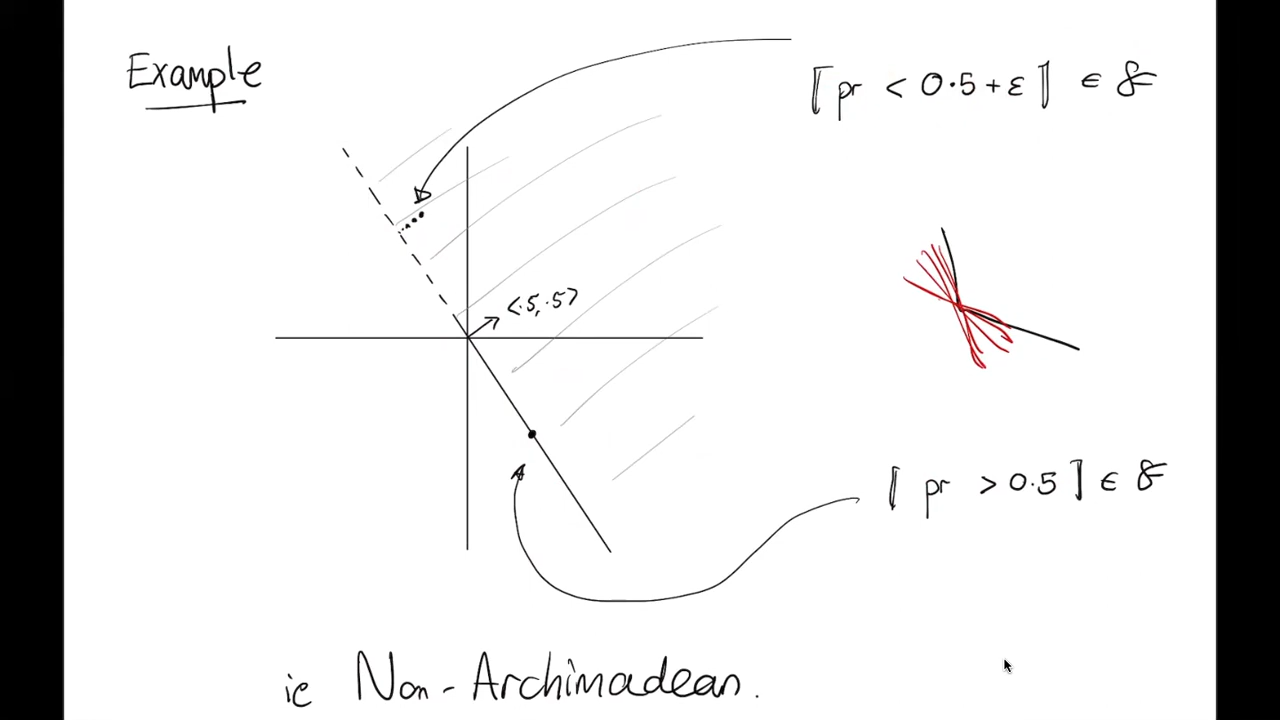 Example
⟦pr < 0.5 + ε⟧ ∈ ℱ
<.5, .5>
⟦pr > 0.5⟧ ∈ ℱ
ie Non-Archimadean.